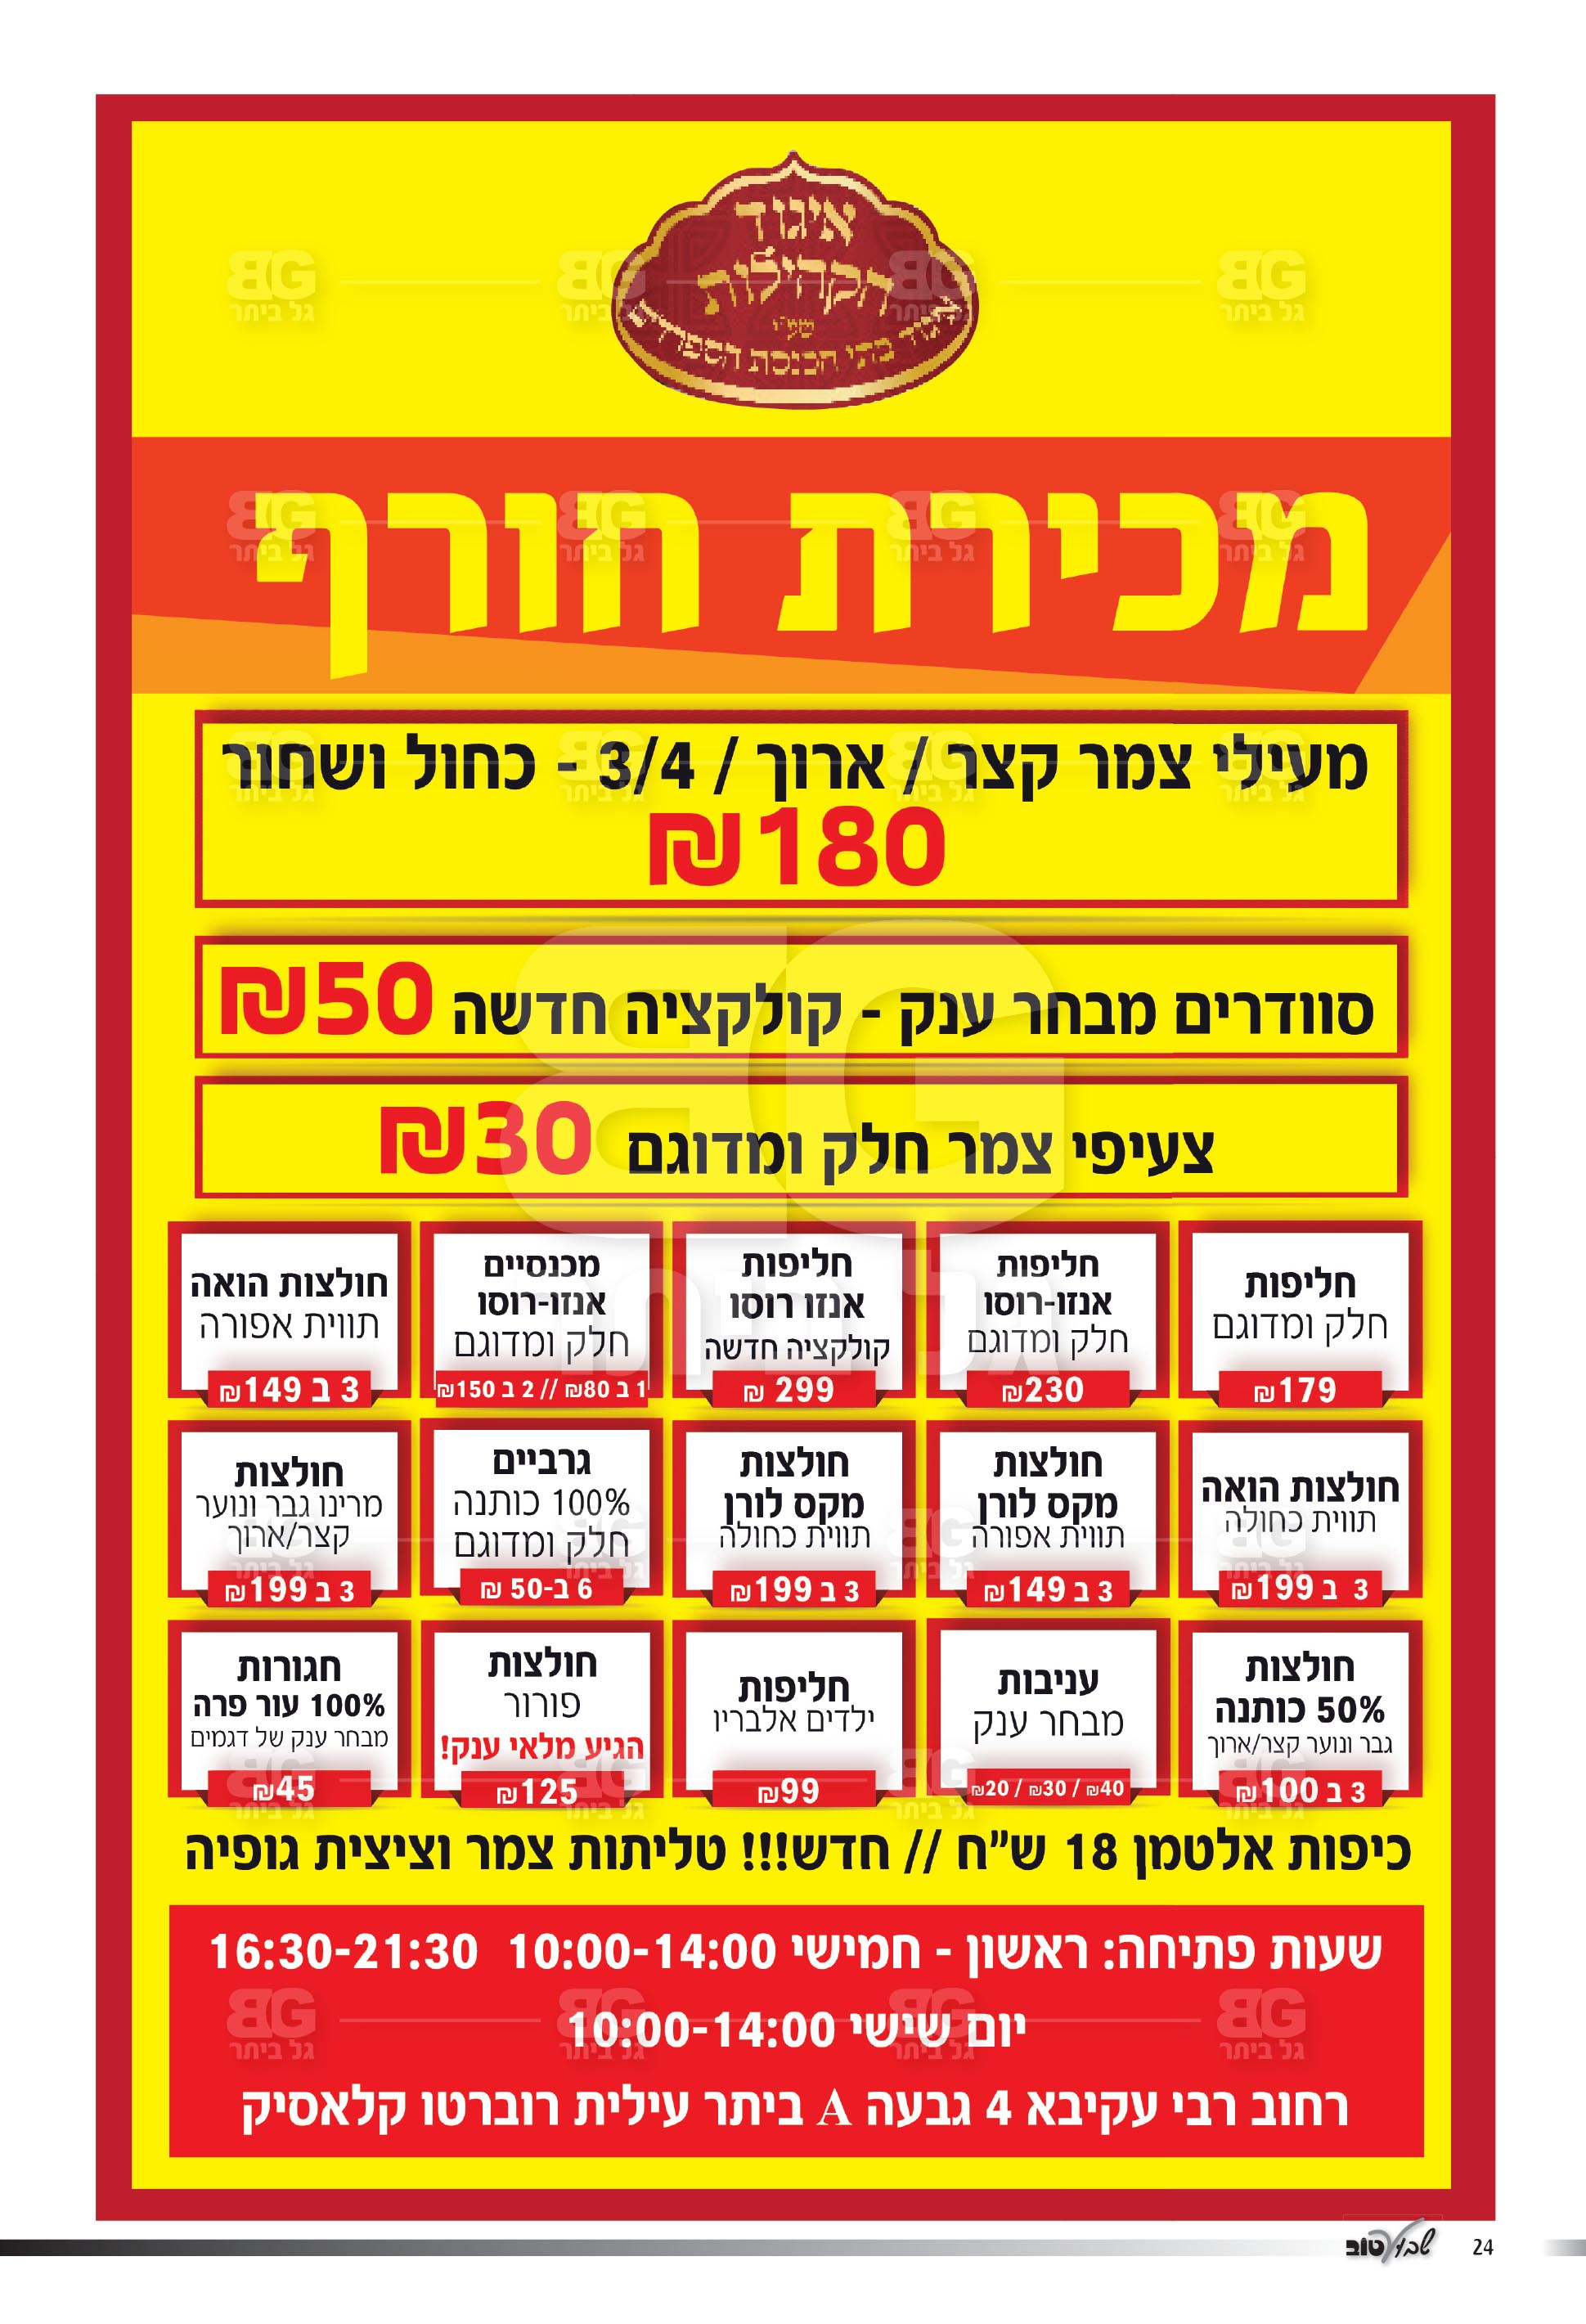 איגוד
הקהילות
שע"י
בתי הכנסת
מכירת חורף
מעילי צמר קצר / ארוך / 3/4 - כחול ושחור
₪180
סוודרים מבחר ענק - קולקציה חדשה ₪50
צעיפי צמר חלק ומדוגם ₪30
חליפות
חלק ומדוגם
₪179
חליפות
אנזו-רוסו
חלק ומדוגם
₪230
חליפות
אנזו רוסו
קולקציה חדשה
299 ₪
מכנסיים
אנזו-רוסו
חלק ומדוגם
1 ב 80₪ // 2 ב 150₪
חולצות הואה
תווית אפורה
3 ב 149₪
חולצות הואה
תווית כחולה
3 ב 199₪
חולצות
מקס לורן
תווית אפורה
3 ב 149₪
חולצות
מקס לורן
תווית כחולה
3 ב 199₪
גרביים
100% כותנה
חלק ומדוגם
6 ב-50 ₪
חולצות
מרינו גבר ונוער
קצר/ארוך
3 ב 199₪
חולצות
50% כותנה
גבר ונוער קצר/ארוך
3 ב 100₪
עניבות
מבחר ענק
₪40 / ₪30 / ₪20
חליפות
ילדים אלבריו
₪99
חולצות
פורור
הגיע מלאי ענק!
₪125
חגורות
100% עור פרה
מבחר ענק של דגמים
₪45
כיפות אלטמן 18 ש"ח // חדש!!! טליתות צמר וציצית גופיה
שעות פתיחה: ראשון - חמישי 10:00-14:00 16:30-21:30
יום שישי 10:00-14:00
רחוב רבי עקיבא 4 גבעה A ביתר עילית רוברטו קלאסיק
24 שבוע טוב
BG
גל ביתר